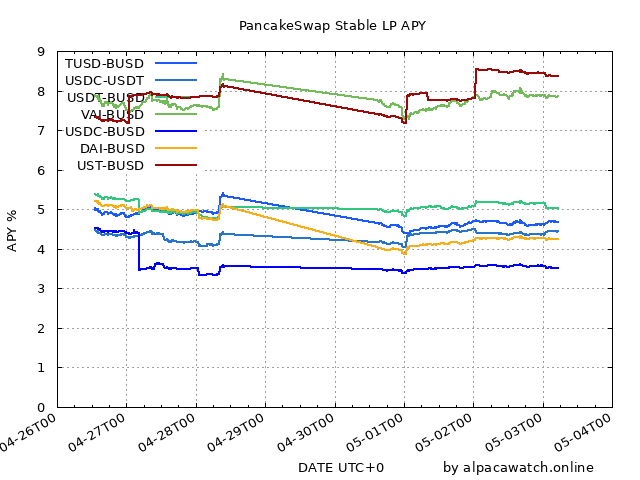 PancakeSwap Stable LP APY
9
8
7
6
5
4
3
2
1
0
APY %
TUSD-BUSD
USDC-USDT
USDT-BUSD
VAI-BUSD
USDC-BUSD
DAI-BUSD
UST-BUSD
04-26T00
04-27T00
04-28T00
04-29T00
04-30T00
05-01T00
05-02T00
05-03T00
05-04T00
DATE UTC+0
by alpacawatch.online